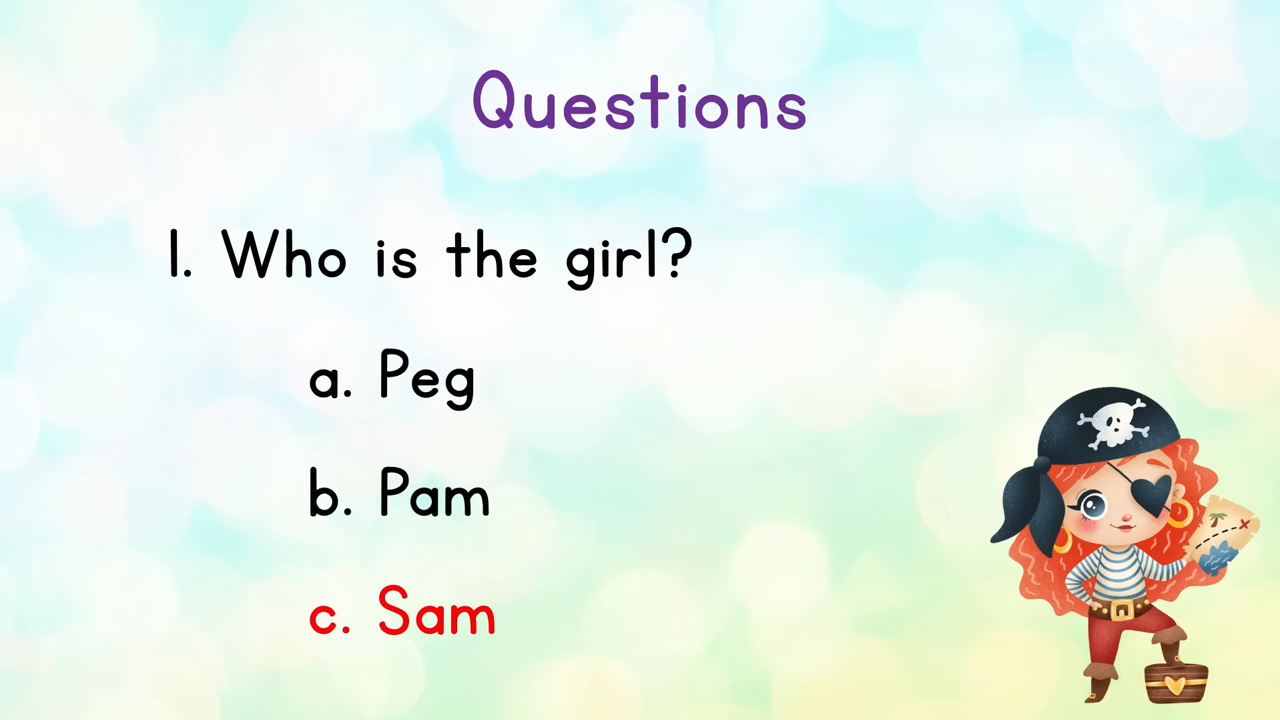 Questions
1. Who is the girl?
a. Peg
b. Pam
c. Sam